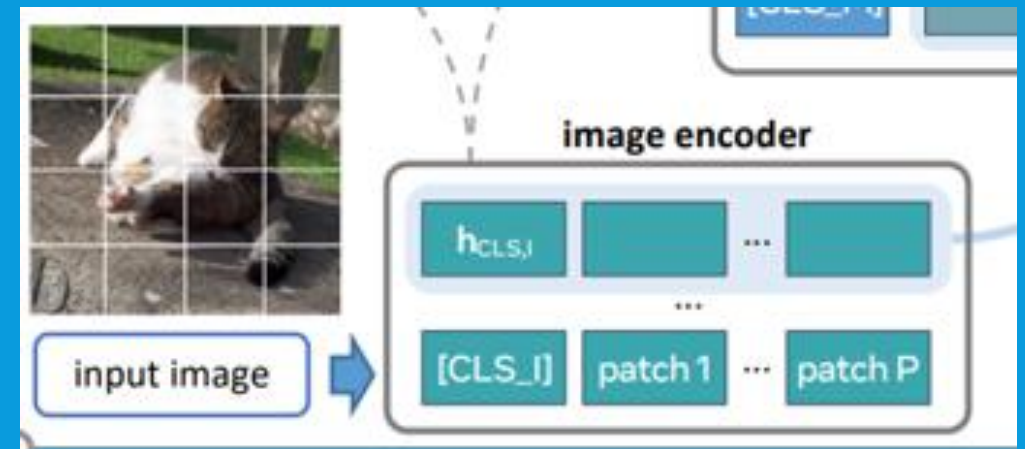 image encoder
h_CLS,I ...
...
input image
[CLS_I] patch 1 ... patch P